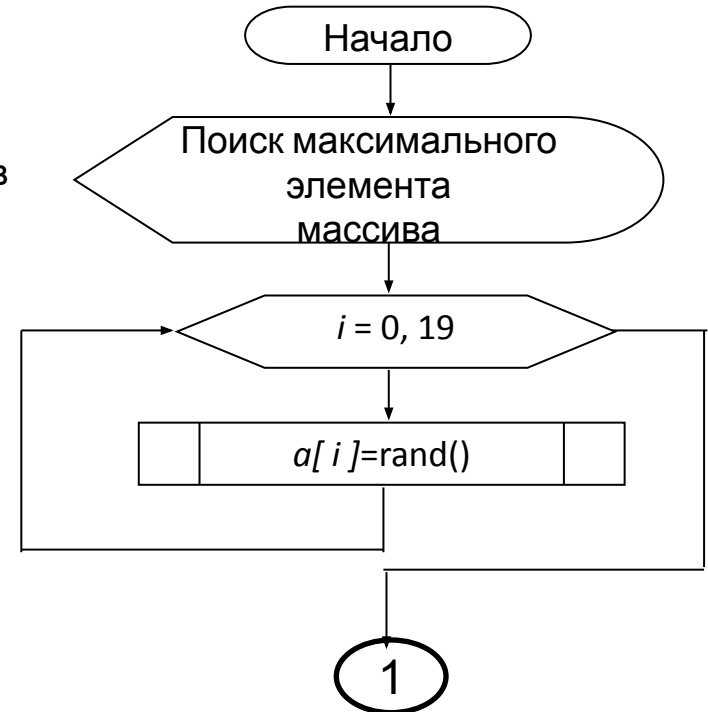 Начало
Поиск максимального
элемента
массива
в
i = 0, 19
a[ i ]=rand()
1